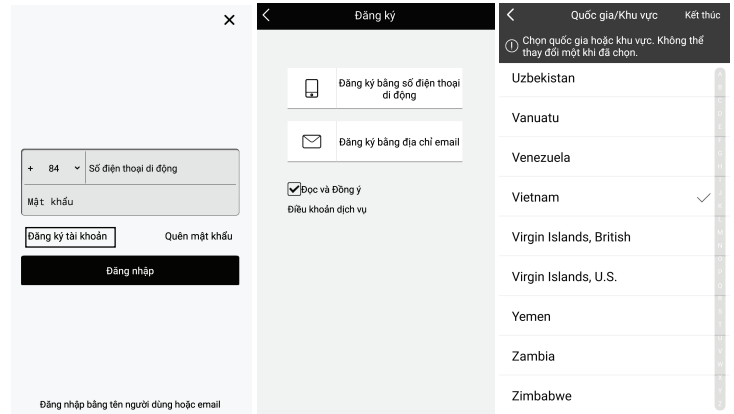 + 84 Số điện thoại di động
Mật khẩu
Đăng ký tài khoản Quên mật khẩu
Đăng nhập
Đăng nhập bằng tên người dùng hoặc email
Đăng ký
Đăng ký bằng số điện thoại
di động
Đăng ký bằng địa chỉ email
Đọc và Đồng ý
Điều khoản dịch vụ
Quốc gia/Khu vực Kết thúc
Chọn quốc gia hoặc khu vực. Không thể
thay đổi một khi đã chọn.
Uzbekistan
Vanuatu
Venezuela
Vietnam
Virgin Islands, British
Virgin Islands, U.S.
Yemen
Zambia
Zimbabwe